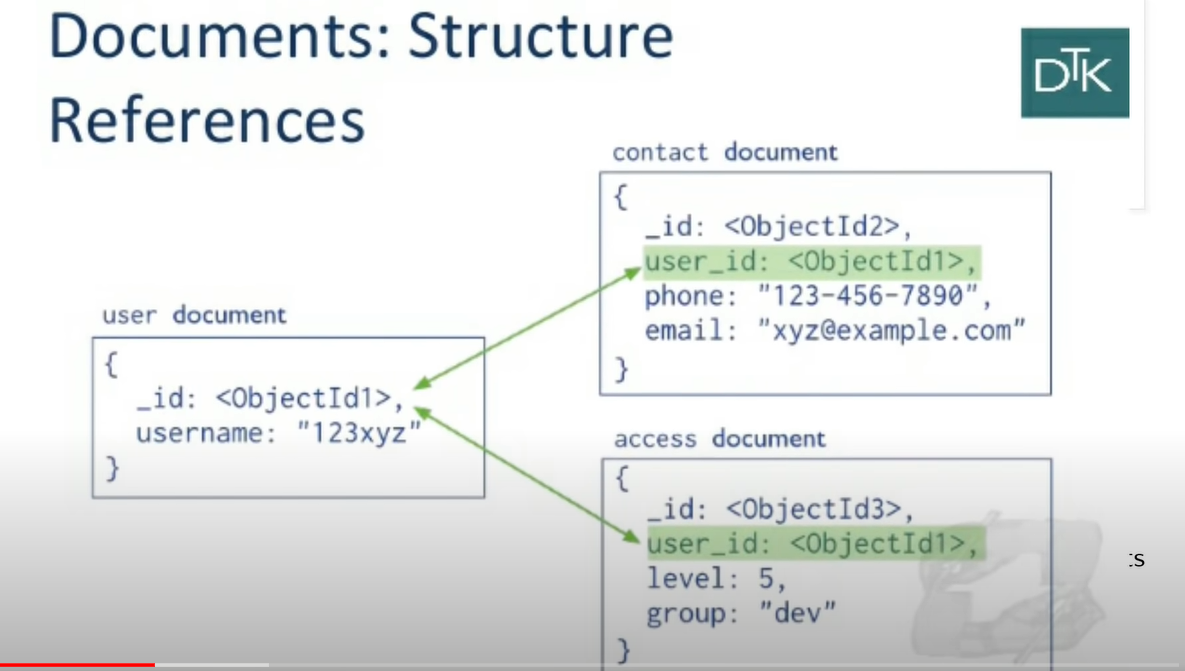 Documents: Structure
References
DTK
contact document
{
_id: <ObjectId2>,
user_id: <ObjectId1>,
phone: "123-456-7890",
email: "xyz@example.com"
}
user document
{
_id: <ObjectId1>,
username: "123xyz"
}
access document
{
_id: <ObjectId3>,
user_id: <ObjectId1>,
level: 5,
group: "dev"
}